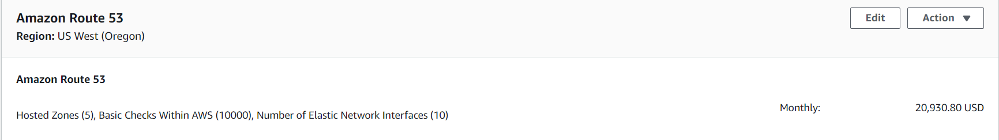 Amazon Route 53
Edit
Action
Region: US West (Oregon)
Amazon Route 53
Hosted Zones (5), Basic Checks Within AWS (10000), Number of Elastic Network Interfaces (10)
Monthly: 20,930.80 USD